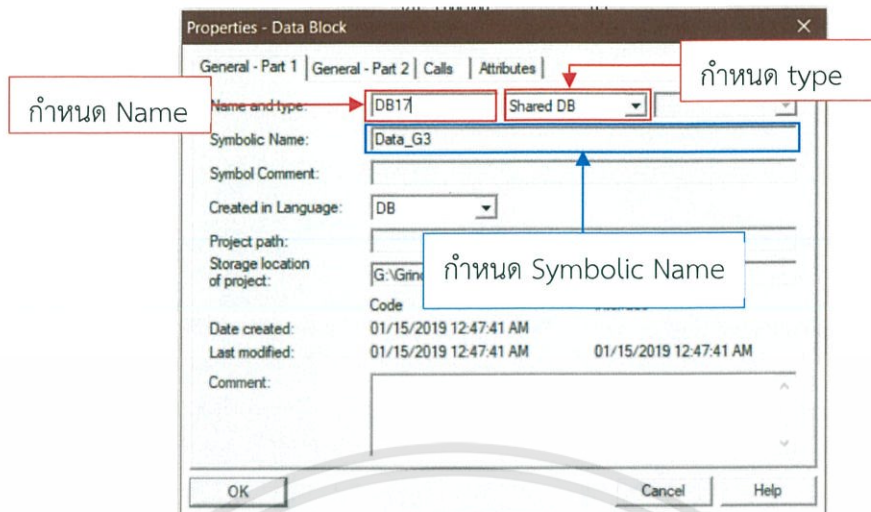 Properties - Data Block
General - Part 1 General - Part 2 Calls Attributes
กำหนด type
กำหนด Name
Name and type: DB17 Shared DB
Symbolic Name: Data_G3
Symbol Comment:
Created in Language: DB
Project path:
กำหนด Symbolic Name
Storage location
of project: G:\Grin
Code
Date created: 01/15/2019 12:47:41 AM
Last modified: 01/15/2019 12:47:41 AM 01/15/2019 12:47:41 AM
Comment:
OK Cancel Help